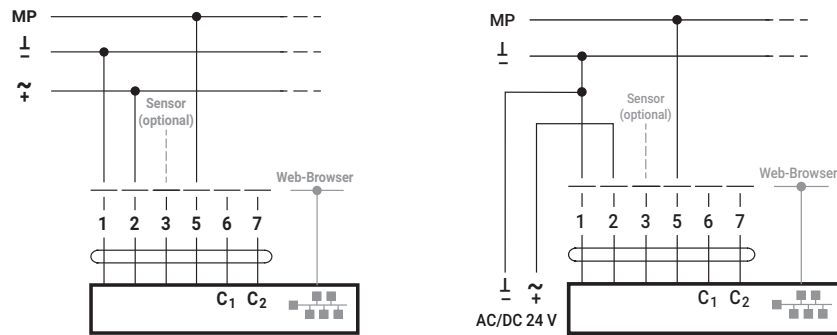 MP
⊥
–
~
+
Sensor
(optional)
Web-Browser
1 2 3 5 6 7
C1 C2
MP
⊥
–
Sensor
(optional)
Web-Browser
1 2 3 5 6 7
⊥ ~
– +
AC/DC 24 V
C1 C2